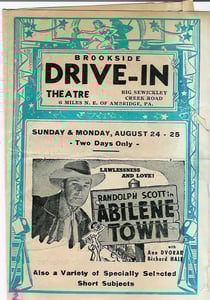 BROOKSIDE
DRIVE-IN
THEATRE
BIG SEWICKLEY
CREEK ROAD
6 MILES N. E. OF AMBRIDGE, PA.
SUNDAY & MONDAY, AUGUST 24 - 25
- Two Days Only -
LAWLESSNESS
AND LOVE!
RANDOLPH SCOTT in
ABILENE
TOWN
with
Ann DVORAK
Richard HALE
Also a Variety of Specially Selected
Short Subjects